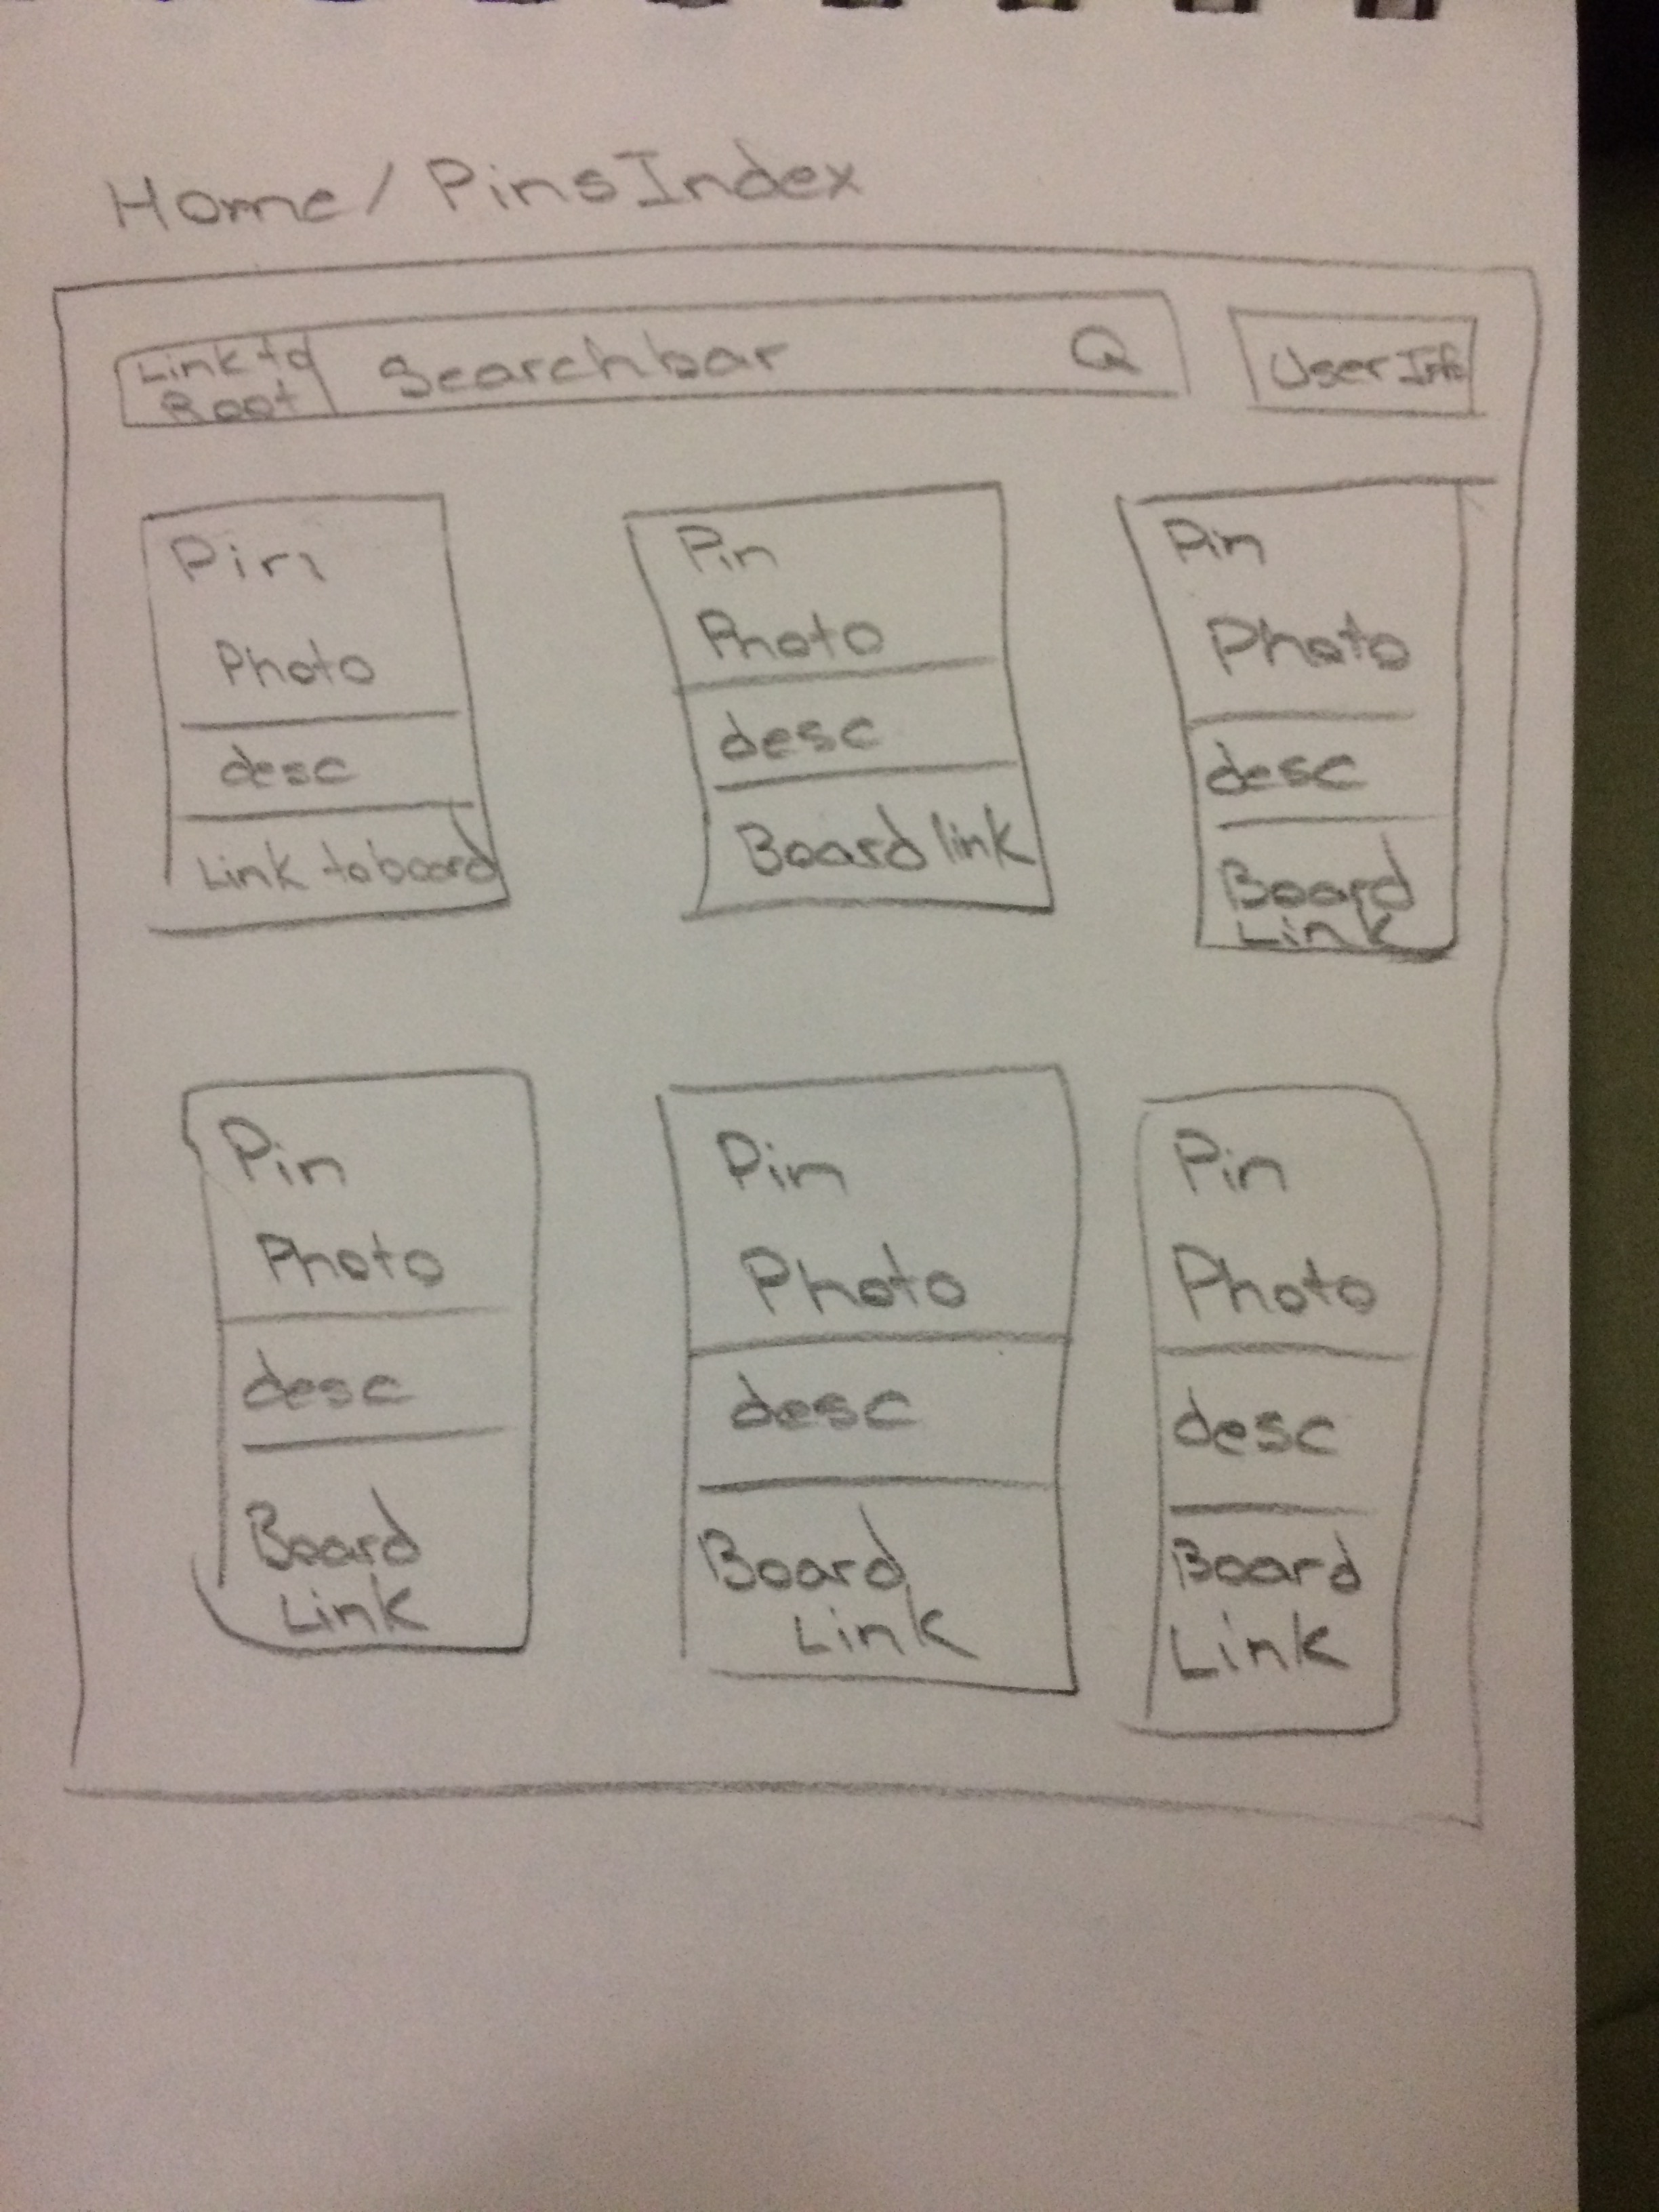 Home / PinsIndex
Link to
Root
Searchbar
User Info
Pin
Photo
desc
Link to board
Pin
Photo
desc
Board link
Pin
Photo
desc
Board
Link
Pin
Photo
desc
Board
Link
Pin
Photo
desc
Board
Link
Pin
Photo
desc
Board
Link